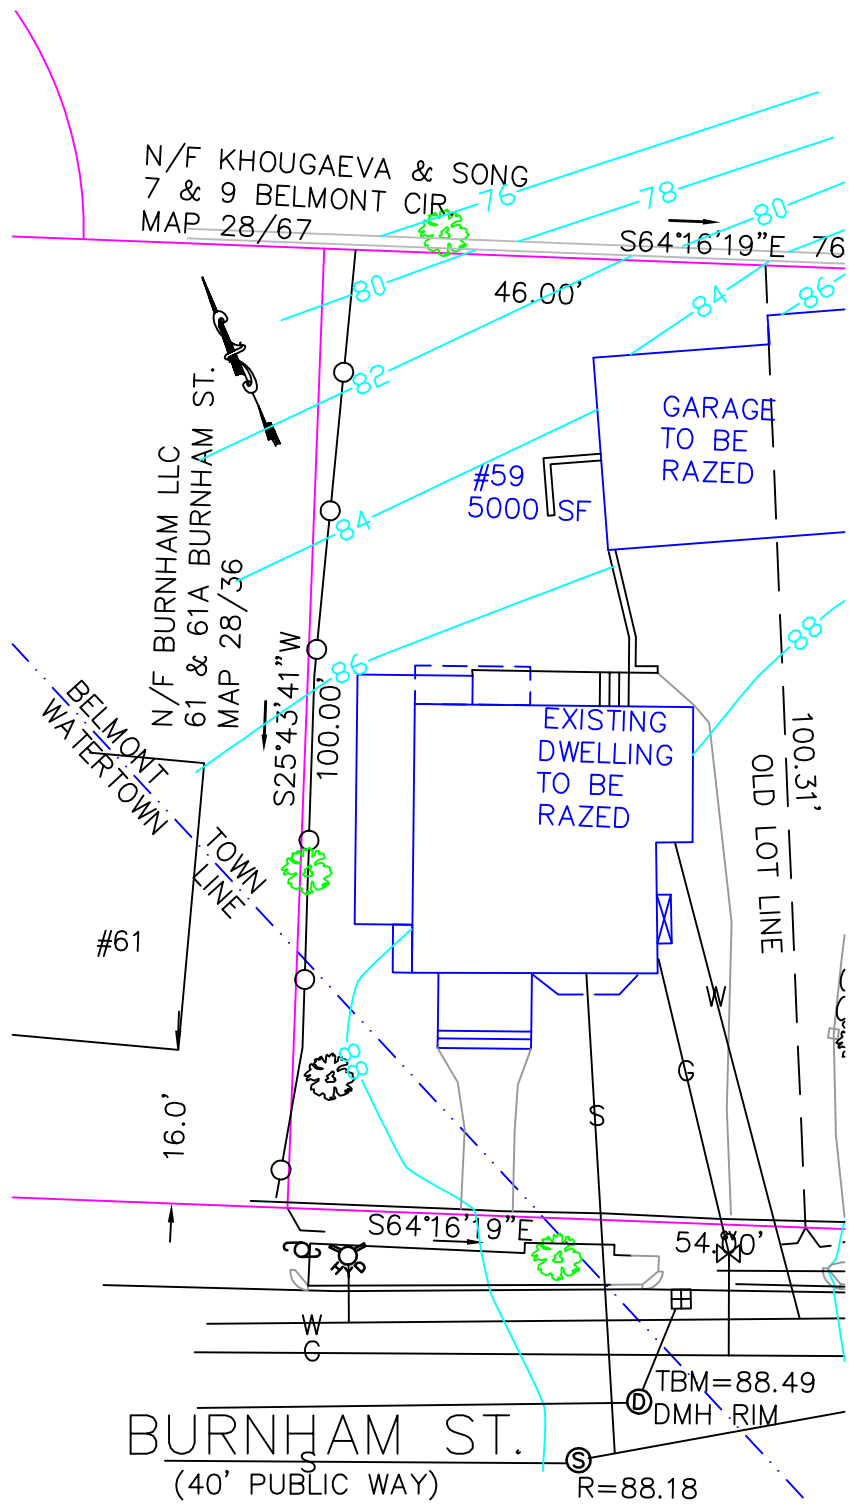 N/F KHOUGAEVA & SONG
7 & 9 BELMONT CIR.
MAP 28/67
76
78
80
S64°16'19"E 76
46.00'
80
84
86
82
GARAGE
TO BE
RAZED
#59
5000 SF
84
N/F BURNHAM LLC
61 & 61A BURNHAM ST.
MAP 28/36
S25°43'41"W
100.00'
86
88
BELMONT
WATERTOWN
TOWN
LINE
EXISTING
DWELLING
TO BE
RAZED
100.31'
OLD LOT LINE
#61
88
W
G
S
16.0'
S64°16'19"E
54.00'
HYD
W
G
TBM=88.49
D
DMH RIM
BURNHAM ST.
S
S
(40' PUBLIC WAY)
R=88.18